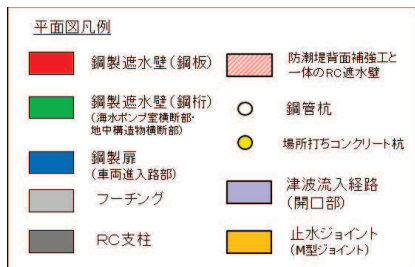 平面図凡例
鋼製遮水壁(鋼板)
鋼製遮水壁(鋼桁)
(海水ポンプ室横断部・
地中構造物横断部)
鋼製扉
(車両進入路部)
フーチング
RC支柱
防潮堤背面補強工と
一体のRC遮水壁
鋼管杭
場所打ちコンクリート杭
津波流入経路
(開口部)
止水ジョイント
(M型ジョイント)